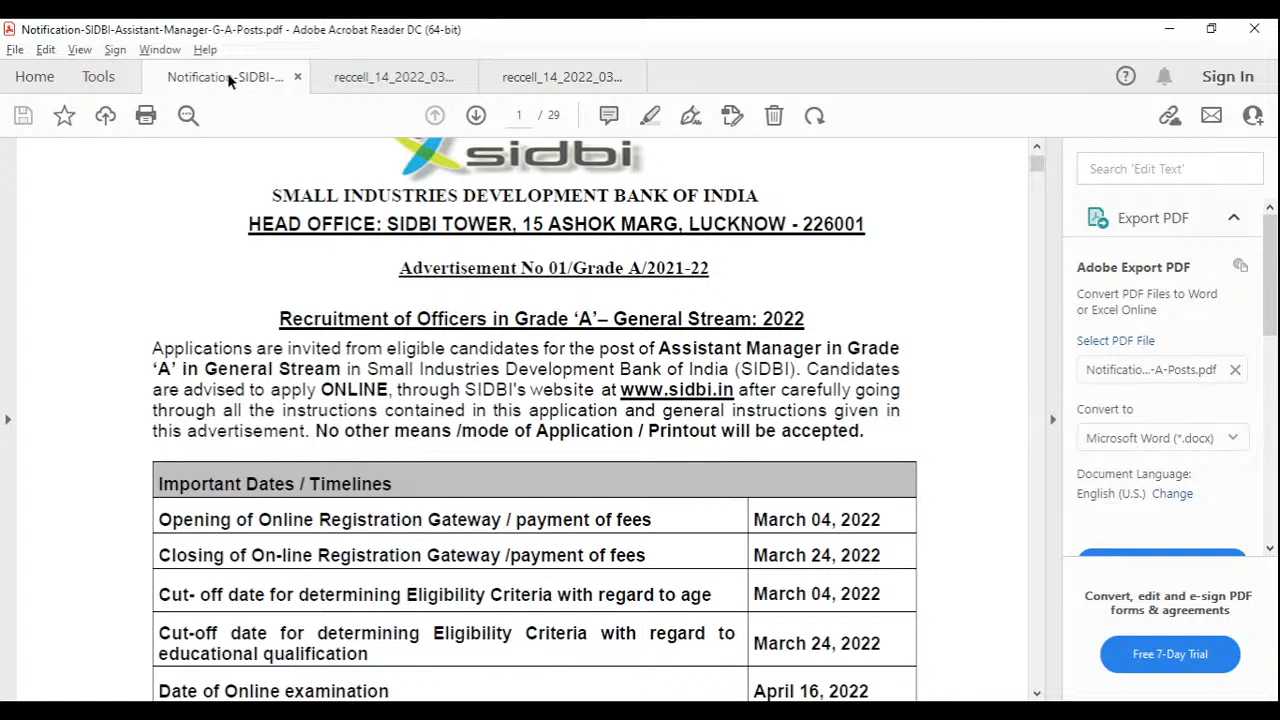 Notification-SIDBI-Assistant-Manager-G-A-Posts.pdf - Adobe Acrobat Reader DC (64-bit)
File Edit View Sign Window Help
Home Tools Notification-SIDBI-... × reccell_14_2022_03... reccell_14_2022_03... Sign In
1 / 29
sidbi
SMALL INDUSTRIES DEVELOPMENT BANK OF INDIA
HEAD OFFICE: SIDBI TOWER, 15 ASHOK MARG, LUCKNOW - 226001
Advertisement No 01/Grade A/2021-22
Recruitment of Officers in Grade ‘A’– General Stream: 2022
Applications are invited from eligible candidates for the post of Assistant Manager in Grade
‘A’ in General Stream in Small Industries Development Bank of India (SIDBI). Candidates
are advised to apply ONLINE, through SIDBI's website at www.sidbi.in after carefully going
through all the instructions contained in this application and general instructions given in
this advertisement. No other means /mode of Application / Printout will be accepted.
Important Dates / Timelines
Opening of Online Registration Gateway / payment of fees March 04, 2022
Closing of On-line Registration Gateway /payment of fees March 24, 2022
Cut- off date for determining Eligibility Criteria with regard to age March 04, 2022
Cut-off date for determining Eligibility Criteria with regard to
educational qualification March 24, 2022
Date of Online examination April 16, 2022
Search 'Edit Text'
Export PDF
Adobe Export PDF
Convert PDF Files to Word
or Excel Online
Select PDF File
Notificatio...-A-Posts.pdf
Convert to
Microsoft Word (*.docx)
Document Language:
English (U.S.) Change
Convert, edit and e-sign PDF
forms & agreements
Free 7-Day Trial